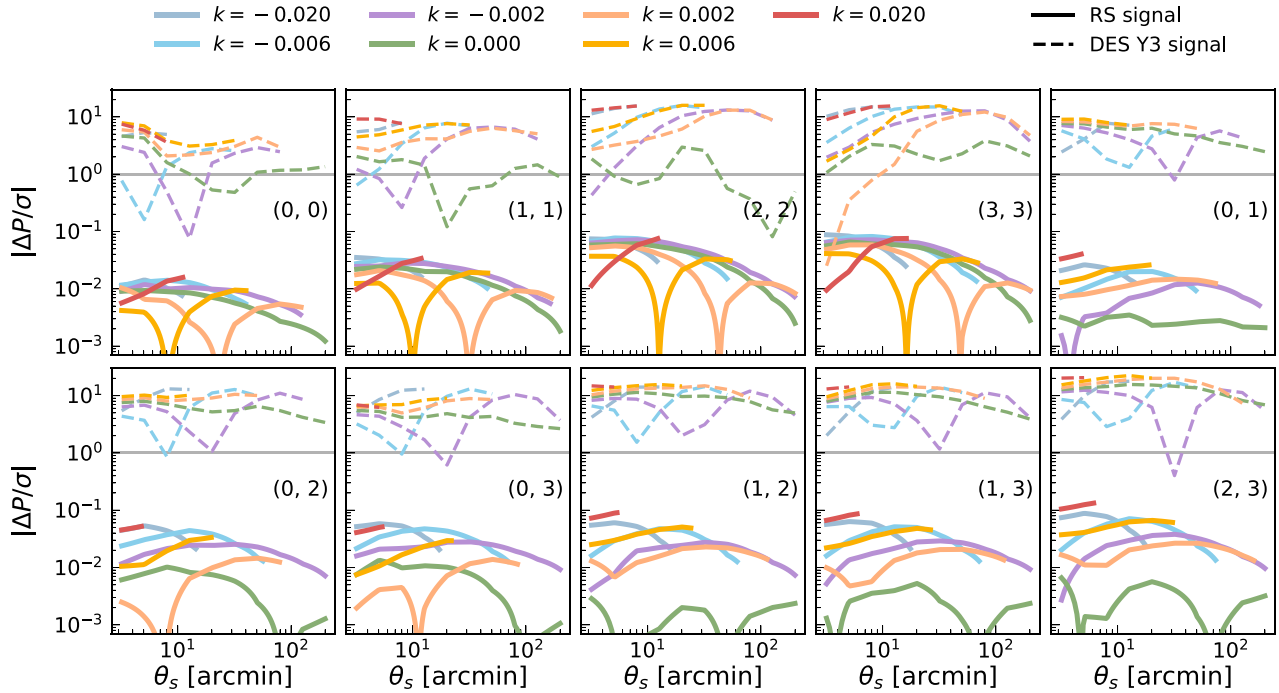 k = −0.020 k = −0.002 k = 0.002 k = 0.020 RS signal
k = −0.006 k = 0.000 k = 0.006 DES Y3 signal
|ΔP/σ|
10¹
10⁰
10⁻¹
10⁻²
10⁻³
(0, 0) (1, 1) (2, 2) (3, 3) (0, 1)
|ΔP/σ|
10¹
10⁰
10⁻¹
10⁻²
10⁻³
(0, 2) (0, 3) (1, 2) (1, 3) (2, 3)
10¹ 10² 10¹ 10² 10¹ 10² 10¹ 10² 10¹ 10²
θₛ [arcmin] θₛ [arcmin] θₛ [arcmin] θₛ [arcmin] θₛ [arcmin]